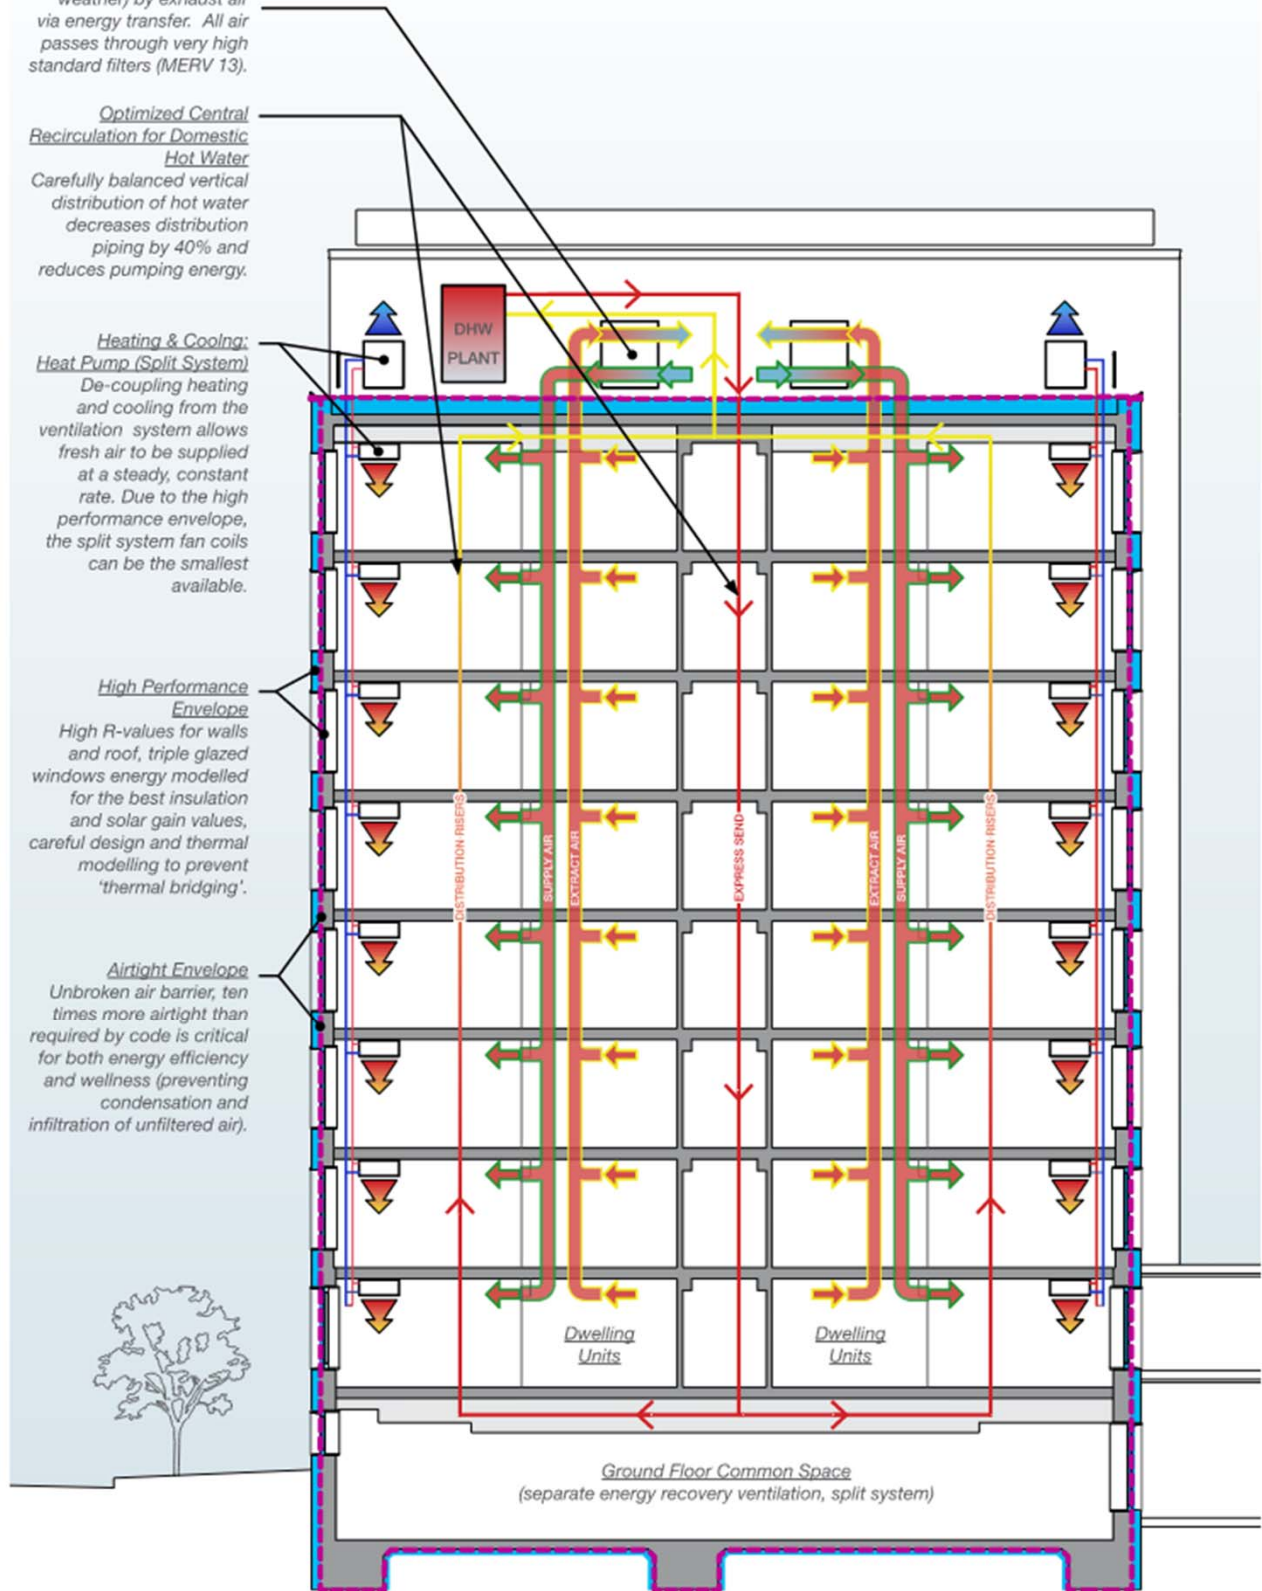 weather) by exhaust air
via energy transfer. All air
passes through very high
standard filters (MERV 13).
Optimized Central
Recirculation for Domestic
Hot Water
Carefully balanced vertical
distribution of hot water
decreases distribution
piping by 40% and
reduces pumping energy.
Heating & Coolng:
Heat Pump (Split System)
De-coupling heating
and cooling from the
ventilation system allows
fresh air to be supplied
at a steady, constant
rate. Due to the high
performance envelope,
the split system fan coils
can be the smallest
available.
High Performance
Envelope
High R-values for walls
and roof, triple glazed
windows energy modelled
for the best insulation
and solar gain values,
careful design and thermal
modelling to prevent
‘thermal bridging’.
Airtight Envelope
Unbroken air barrier, ten
times more airtight than
required by code is critical
for both energy efficiency
and wellness (preventing
condensation and
infiltration of unfiltered air).
DHW
PLANT
DISTRIBUTION RISERS
SUPPLY AIR
EXTRACT AIR
EXPRESS SEND
EXTRACT AIR
SUPPLY AIR
DISTRIBUTION RISERS
Dwelling
Units
Dwelling
Units
Ground Floor Common Space
(separate energy recovery ventilation, split system)